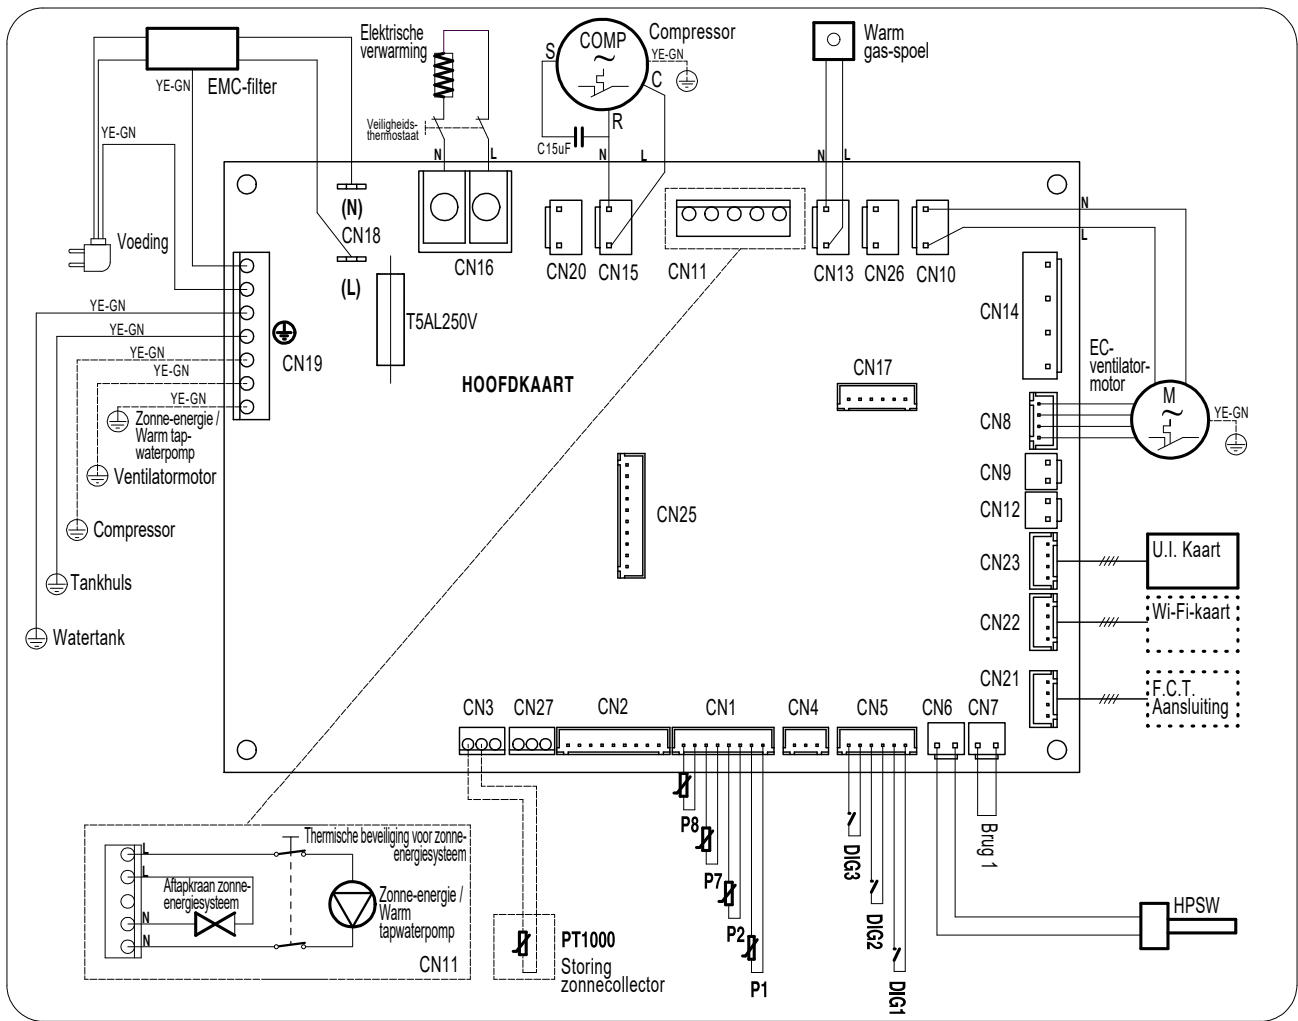 Elektrische
verwarming
Compressor
Warm
gas-spoel
S
COMP
~
YE-GN
C
R
C15uF
EMC-filter
YE-GN
YE-GN
Veiligheids-
thermostaat
N
L
N
L
N
L
N
L
Voeding
(N)
CN18
(L)
CN16
CN20
CN15
CN11
CN13
CN26
CN10
CN14
T5AL250V
CN19
HOOFDKAART
CN17
EC-
ventilator-
motor
YE-GN
YE-GN
YE-GN
YE-GN
YE-GN
Zonne-energie /
Warm tap-
waterpomp
Ventilatormotor
Compressor
Tankhuls
Watertank
M
~
YE-GN
CN8
CN9
CN12
CN25
CN23
U.I. Kaart
CN22
Wi-Fi-kaart
CN21
F.C.T.
Aansluiting
CN3
CN27
CN2
CN1
CN4
CN5
CN6
CN7
P8
P7
P2
P1
DIG3
DIG2
DIG1
Brug 1
HPSW
L
L
N
N
Thermische beveiliging voor zonne-
energiesysteem
Aftapkraan zonne-
energiesysteem
Zonne-energie /
Warm
tapwaterpomp
CN11
PT1000
Storing
zonnecollector